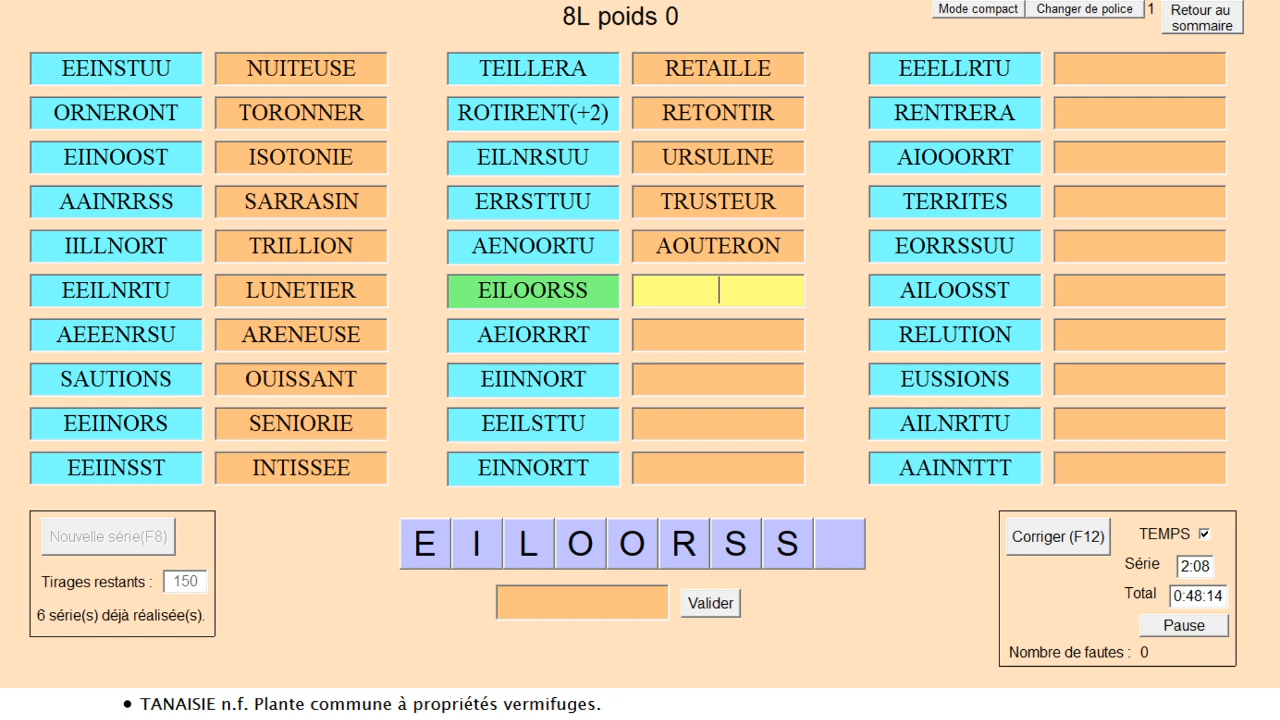 8L poids 0
Mode compact
Changer de police
1
Retour au
sommaire
EEINSTUU NUITEUSE TEILLERA RETAILLE EEELLRTU
ORNERONT TORONNER ROTIRENT(+2) RETONTIR RENTRERA
EIINOOST ISOTONIE EILNRSUU URSULINE AIOOORRT
AAINRRSS SARRASIN ERRSTTUU TRUSTEUR TERRITES
IILLNORT TRILLION AENOORTU AOUTERON EORRSSUU
EEILNRTU LUNETIER EILOORSS AILOOSST
AEEENRSU ARENEUSE AEIORRRT RELUTION
SAUTIONS OUISSANT EIINNORT EUSSIONS
EEIINORS SENIORIE EEILSTTU AILNRTTU
EEIINSST INTISSEE EINNORTT AAINNTTT
Nouvelle série(F8)
Tirages restants : 150
6 série(s) déjà réalisée(s).
E I L O O R S S
Valider
Corriger (F12)
TEMPS
Série 2:08
Total 0:48:14
Pause
Nombre de fautes : 0
• TANAISIE n.f. Plante commune à propriétés vermifuges.